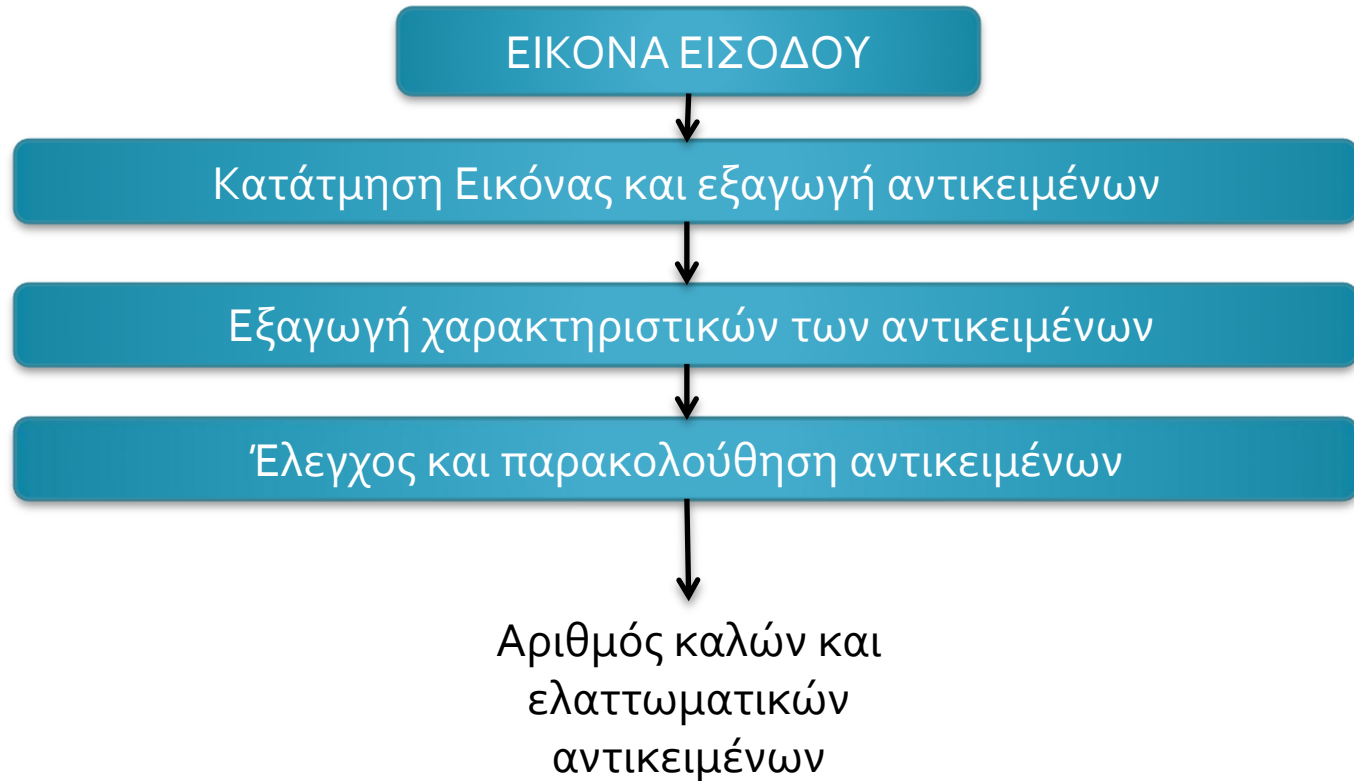 ΕΙΚΟΝΑ ΕΙΣΟΔΟΥ
Κατάτμηση Εικόνας και εξαγωγή αντικειμένων
Εξαγωγή χαρακτηριστικών των αντικειμένων
Έλεγχος και παρακολούθηση αντικειμένων
Αριθμός καλών και
ελαττωματικών
αντικειμένων